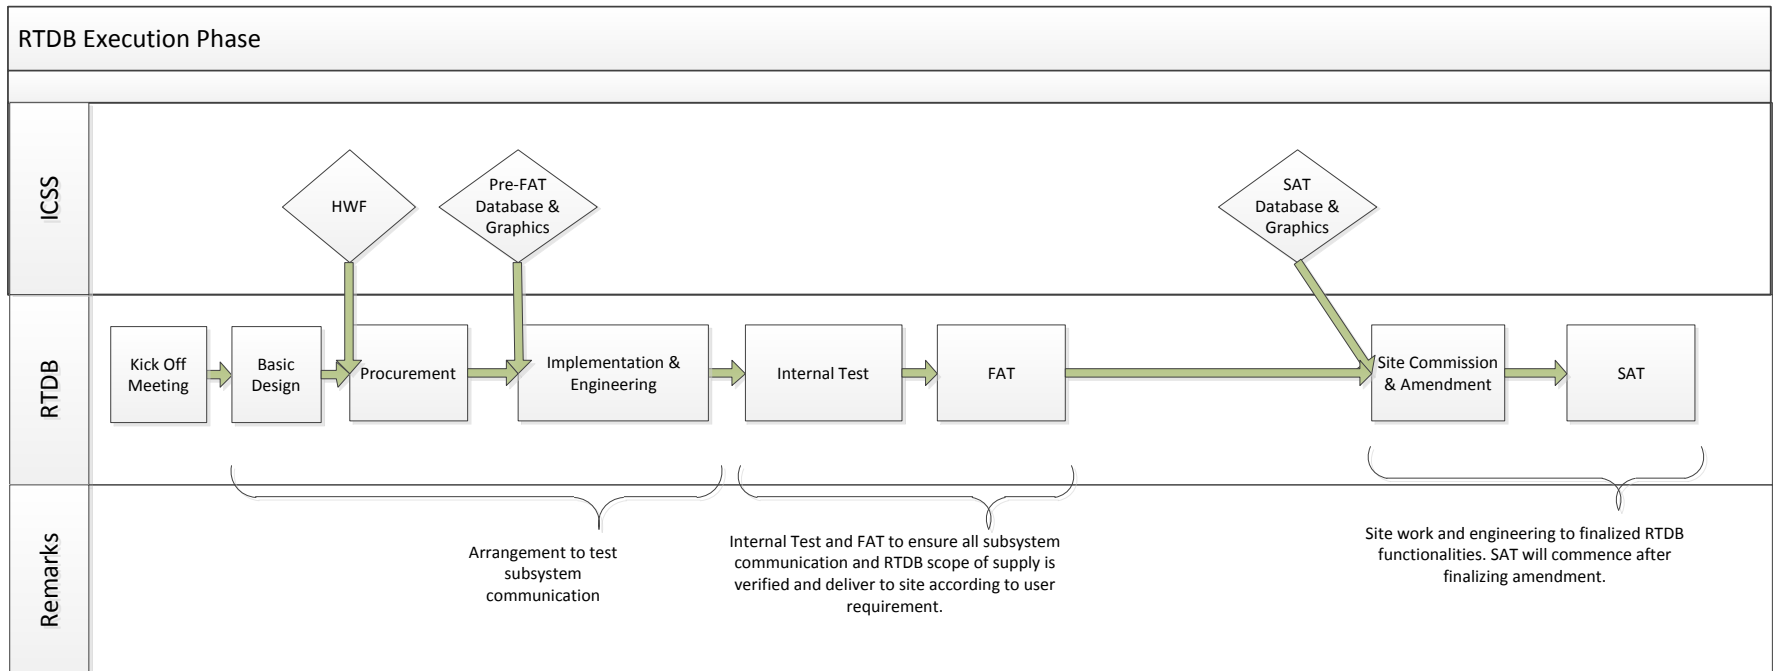 RTDB Execution Phase
ICSS
HWF
Pre-FAT
Database &
Graphics
SAT
Database &
Graphics
RTDB
Kick Off
Meeting
Basic
Design
Procurement
Implementation &
Engineering
Internal Test
FAT
Site Commission
& Amendment
SAT
Remarks
Arrangement to test
subsystem
communication
Internal Test and FAT to ensure all subsystem
communication and RTDB scope of supply is
verified and deliver to site according to user
requirement.
Site work and engineering to finalized RTDB
functionalities. SAT will commence after
finalizing amendment.